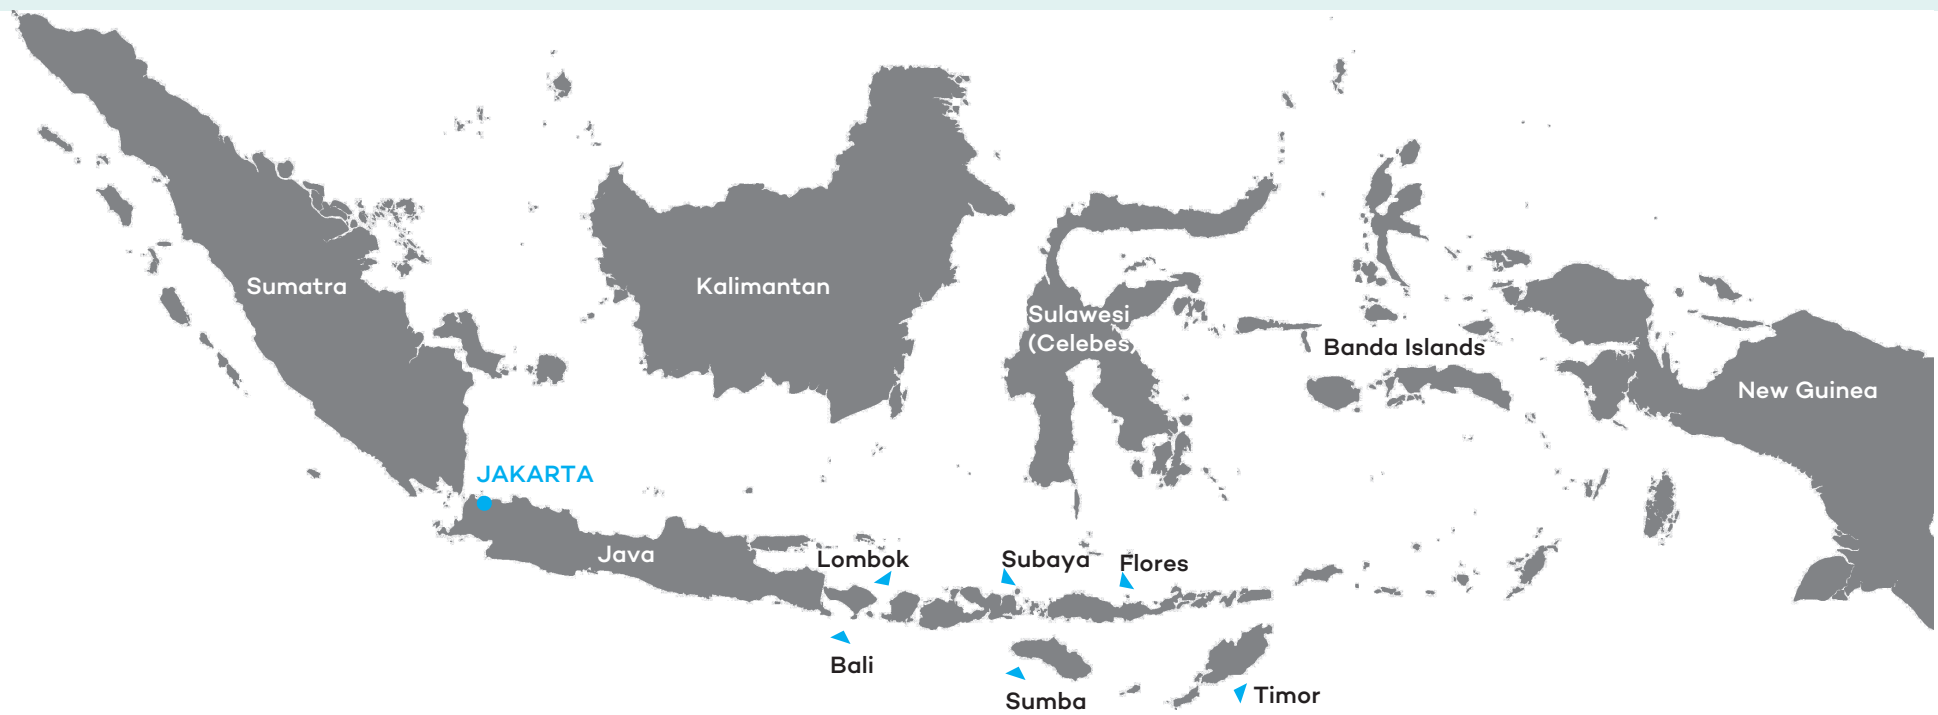 Sumatra
Kalimantan
Sulawesi
(Celebes)
Banda Islands
New Guinea
JAKARTA
Java
Lombok
Subaya
Flores
Bali
Sumba
Timor